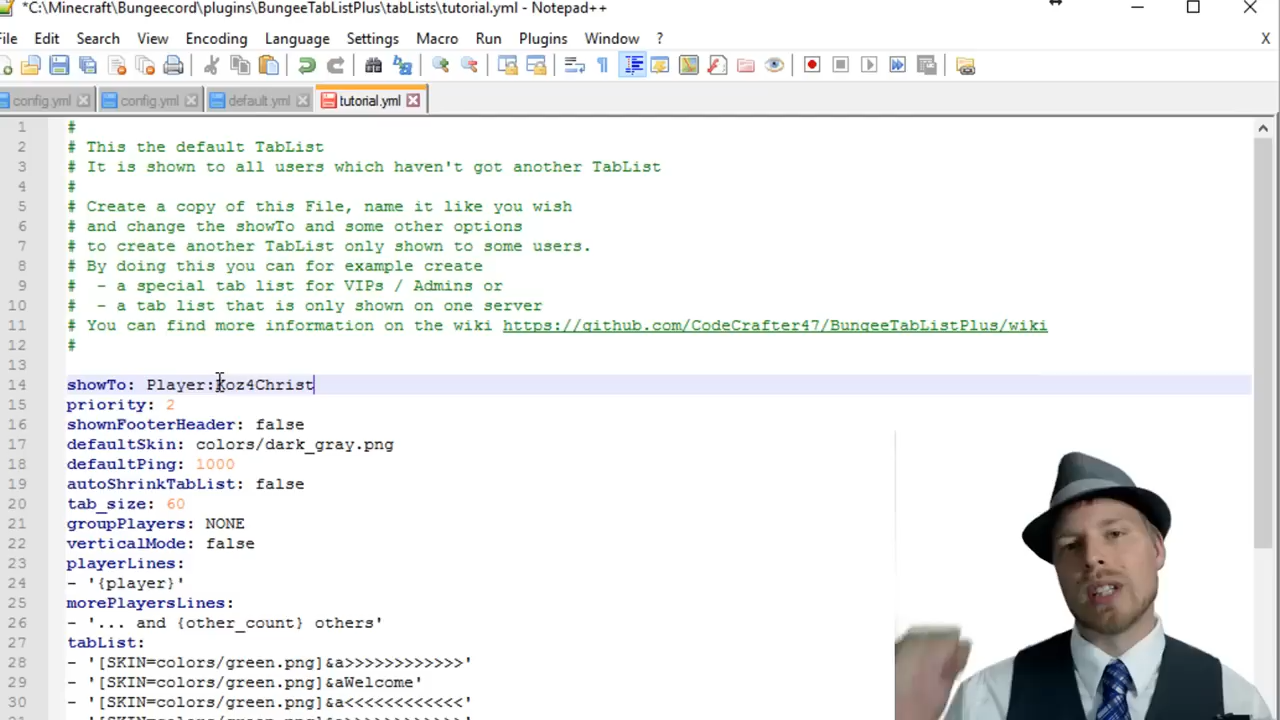 *C:\Minecraft\Bungeecord\plugins\BungeeTabListPlus\tabLists\tutorial.yml - Notepad++
File Edit Search View Encoding Language Settings Macro Run Plugins Window ? X
config.yml config.yml default.yml tutorial.yml
1 #
2 # This the default TabList
3 # It is shown to all users which haven't got another TabList
4 #
5 # Create a copy of this File, name it like you wish
6 # and change the showTo and some other options
7 # to create another TabList only shown to some users.
8 # By doing this you can for example create
9 # - a special tab list for VIPs / Admins or
10 # - a tab list that is only shown on one server
11 # You can find more information on the wiki https://github.com/CodeCrafter47/BungeeTabListPlus/wiki
12 #
13
14 showTo: Player:Koz4Christ
15 priority: 2
16 shownFooterHeader: false
17 defaultSkin: colors/dark_gray.png
18 defaultPing: 1000
19 autoShrinkTabList: false
20 tab_size: 60
21 groupPlayers: NONE
22 verticalMode: false
23 playerLines:
24 - '{player}'
25 morePlayersLines:
26 - '... and {other_count} others'
27 tabList:
28 - '[SKIN=colors/green.png]&a>>>>>>>>>>>>'
29 - '[SKIN=colors/green.png]&aWelcome'
30 - '[SKIN=colors/green.png]&a<<<<<<<<<<<<'